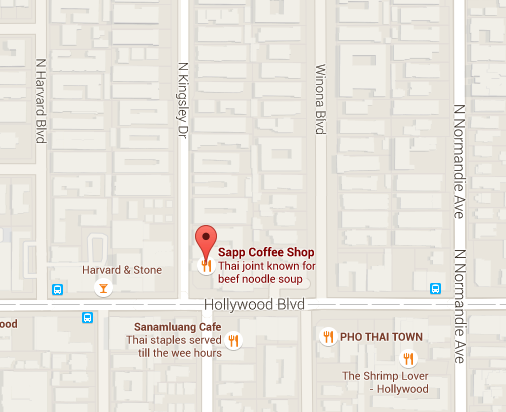 N Harvard Blvd
N Kingsley Dr
Winona Blvd
N Normandie Ave
N Normandie Ave
Sapp Coffee Shop
Thai joint known for
beef noodle soup
Harvard & Stone
Hollywood Blvd
ood
Sanamluang Cafe
Thai staples served
till the wee hours
PHO THAI TOWN
The Shrimp Lover
- Hollywood